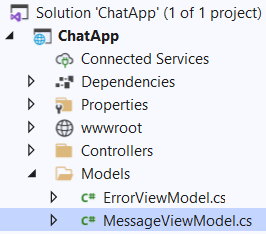 Solution 'ChatApp' (1 of 1 project)
ChatApp
Connected Services
Dependencies
Properties
wwwroot
Controllers
Models
C# ErrorViewModel.cs
C# MessageViewModel.cs